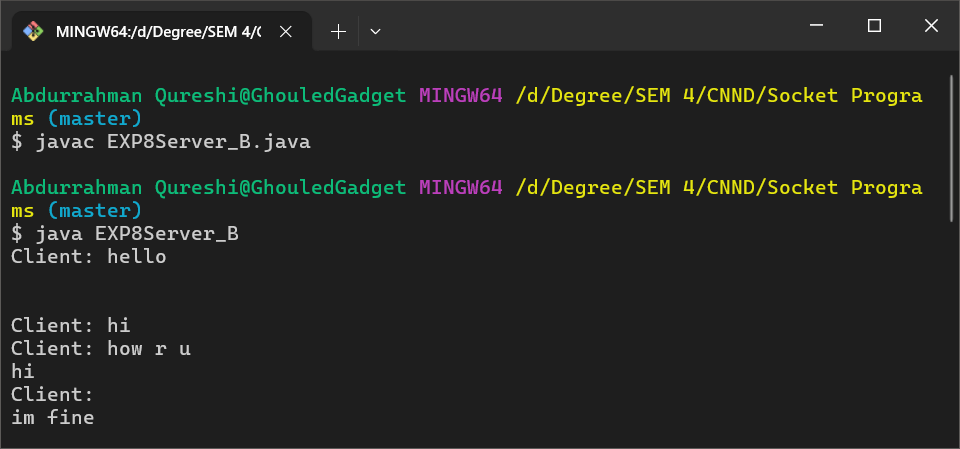 MINGW64:/d/Degree/SEM 4/C
Abdurrahman Qureshi@GhouledGadget MINGW64 /d/Degree/SEM 4/CNND/Socket Progra
ms (master)
$ javac EXP8Server_B.java
Abdurrahman Qureshi@GhouledGadget MINGW64 /d/Degree/SEM 4/CNND/Socket Progra
ms (master)
$ java EXP8Server_B
Client: hello
Client: hi
Client: how r u
hi
Client:
im fine